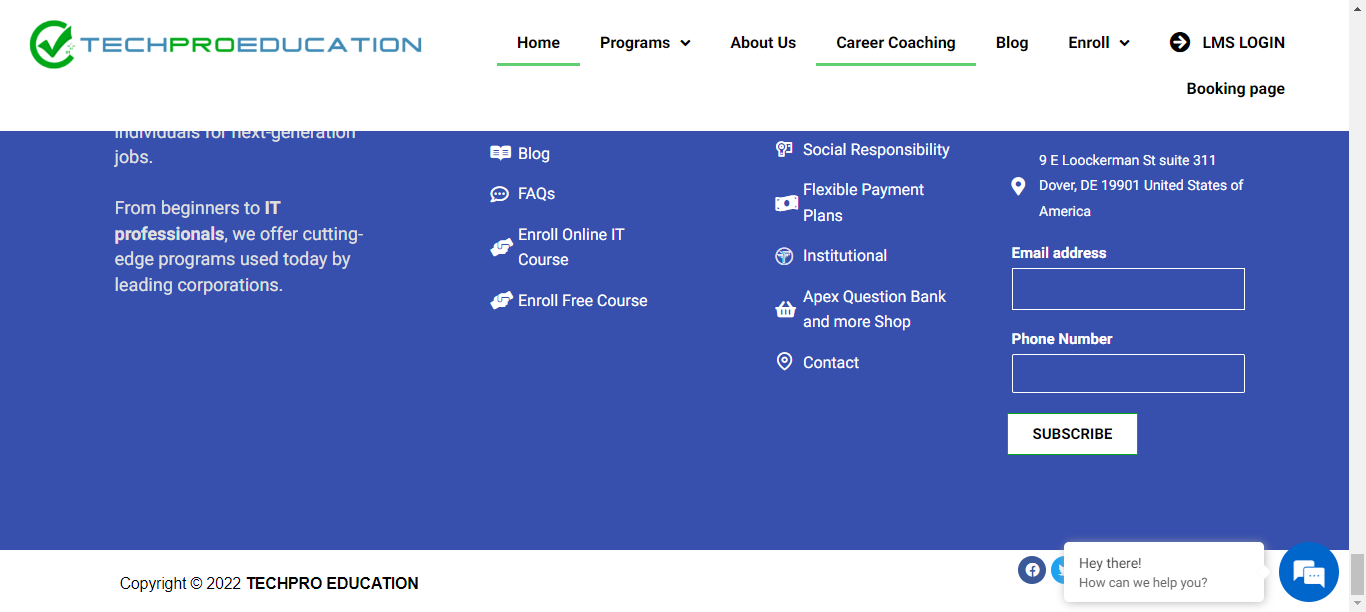 TECHPROEDUCATION
Home
Programs
About Us
Career Coaching
Blog
Enroll
LMS LOGIN
Booking page
individuals for next-generation
jobs.
From beginners to IT
professionals, we offer cutting-
edge programs used today by
leading corporations.
Blog
FAQs
Enroll Online IT
Course
Enroll Free Course
Social Responsibility
Flexible Payment
Plans
Institutional
Apex Question Bank
and more Shop
Contact
9 E Loockerman St suite 311
Dover, DE 19901 United States of
America
Email address
Phone Number
SUBSCRIBE
Copyright © 2022 TECHPRO EDUCATION
Hey there!
How can we help you?